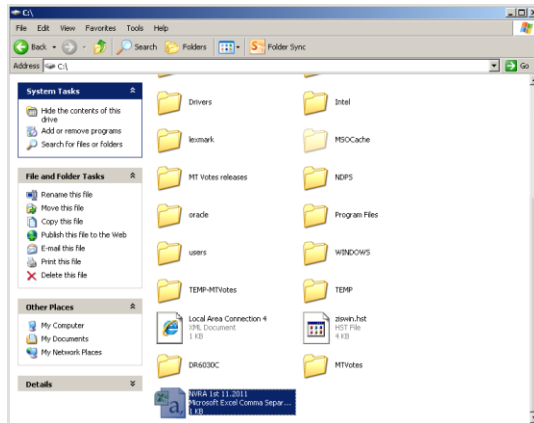 C:\
File Edit View Favorites Tools Help
Back Search Folders Folder Sync
Address C:\ Go
System Tasks
Hide the contents of this
drive
Add or remove programs
Search for files or folders
File and Folder Tasks
Rename this file
Move this file
Copy this file
Publish this file to the Web
E-mail this file
Print this file
Delete this file
Other Places
My Computer
My Documents
My Network Places
Details
Drivers
Intel
lexmark
MSOCache
MT Votes releases
NDPS
oracle
Program Files
users
WINDOWS
TEMP-MTVotes
TEMP
Local Area Connection 4
XML Document
1 KB
ziswin.hst
HST File
4 KB
DR6030C
MTVotes
NVRA 1st 11.2011
Microsoft Excel Comma Separ...
1 KB